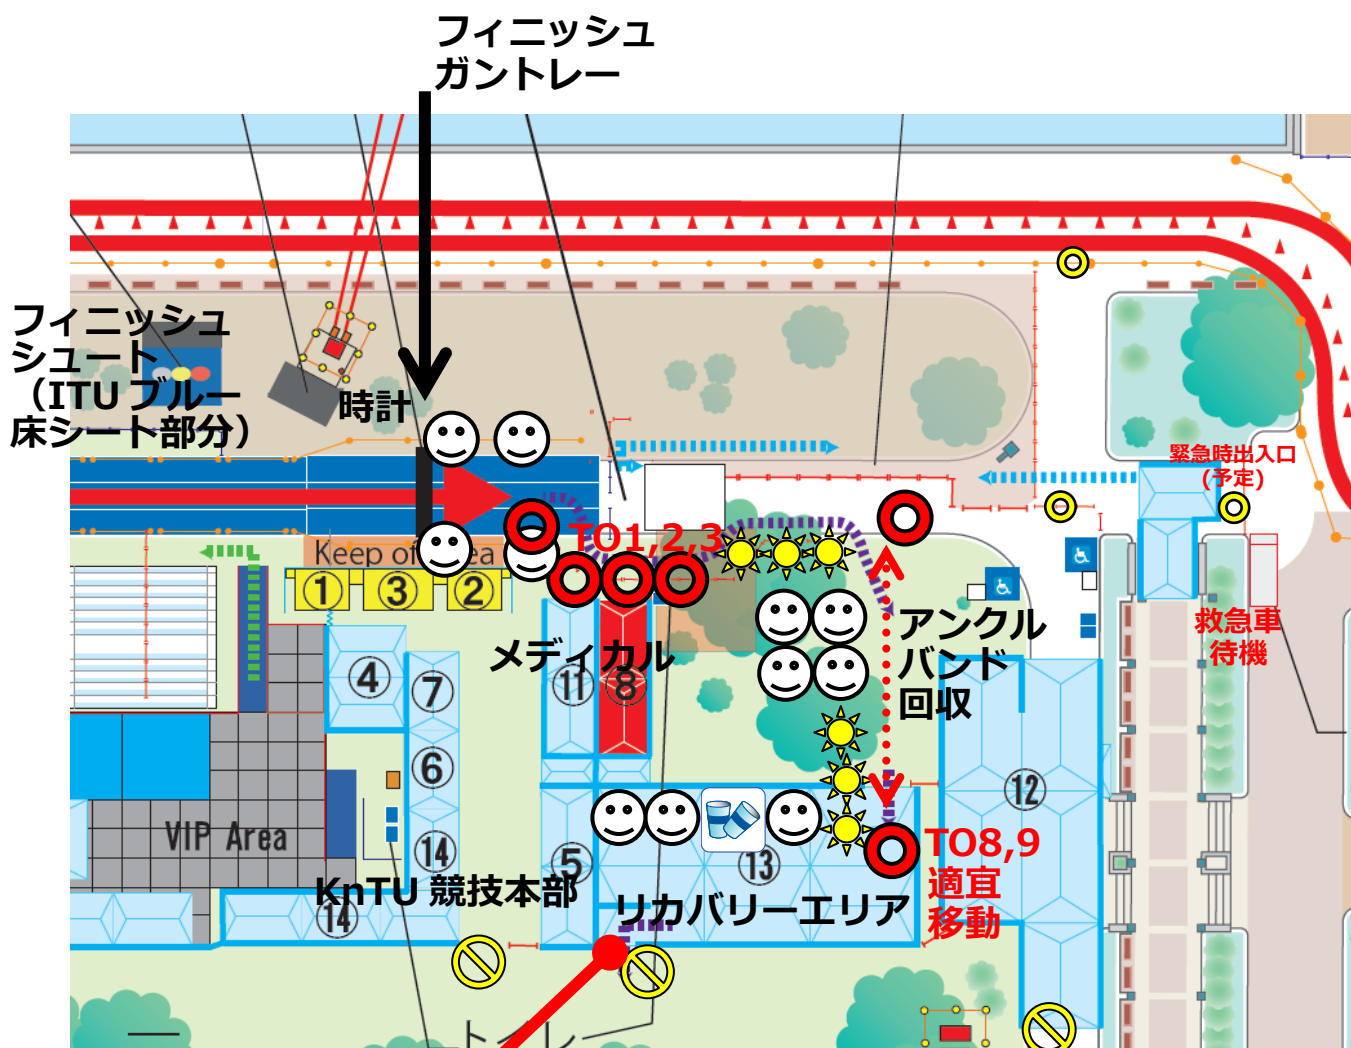 フィニッシュ
ガントレー
フィニッシュ
シュート
（ITU ブルー
床シート部分）
時計
緊急時出入口
(予定)
TO1,2,3
Keep of Area
① ③ ②
救急車
待機
アンクル
バンド
回収
メディカル
④ ⑦ ⑪ ⑧
⑥
⑫
VIP Area
⑭ ⑤ ⑬
TO8,9
適宜
移動
KnTU 競技本部
リカバリーエリア
⑭
トイレ